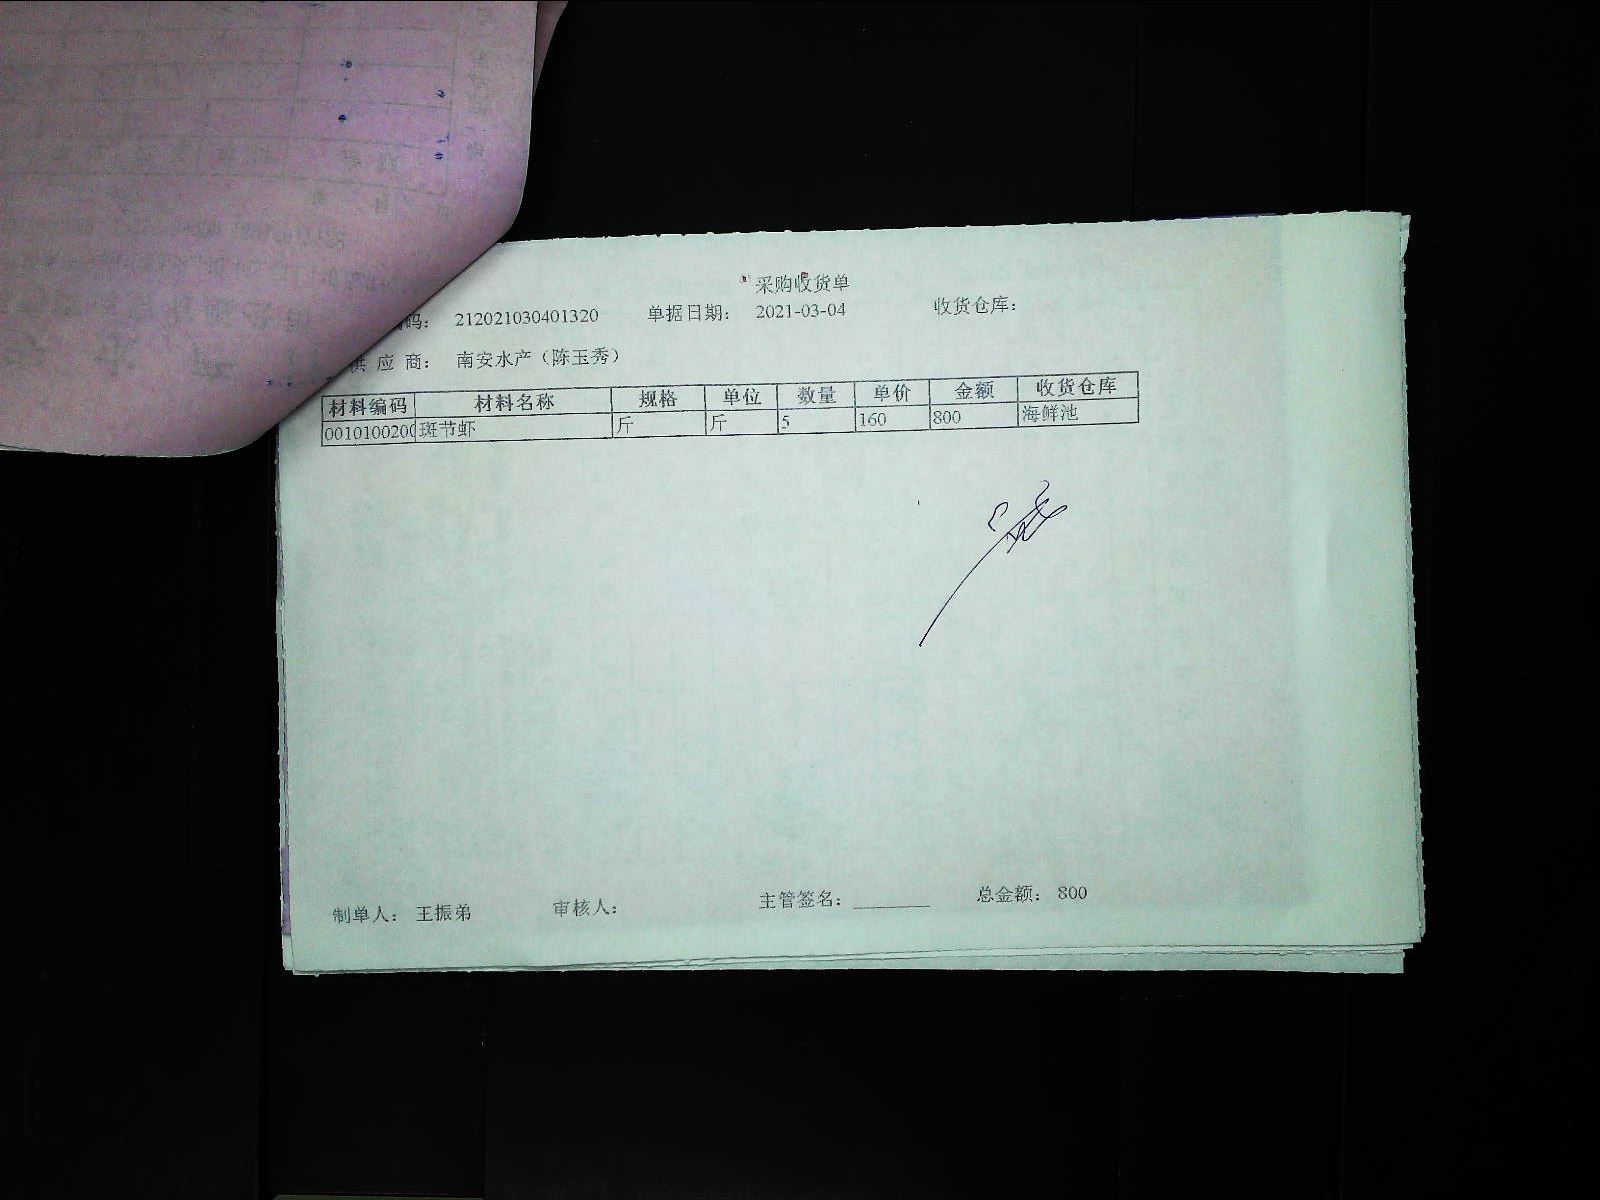 采购收货单
码： 212021030401320 单据日期： 2021-03-04 收货仓库：
供 应 商： 南安水产（陈玉秀）
材料编码 材料名称 规格 单位 数量 单价 金额 收货仓库
0010100200 斑节虾 斤 斤 5 160 800 海鲜池
制单人： 王振弟 审核人： 主管签名：________ 总金额： 800